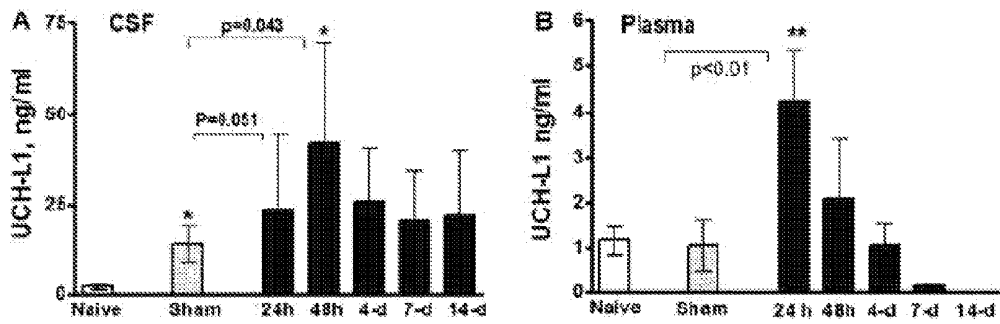 A CSF
75
50
25
0
UCH-L1, ng/ml
p=0.043
P=0.051
*
*
Naive Sham 24h 48h 4-d 7-d 14-d
B Plasma
6
5
4
3
2
1
0
UCH-L1 ng/ml
p<0.01
**
Naive Sham 24 h 48h 4-d 7-d 14-d